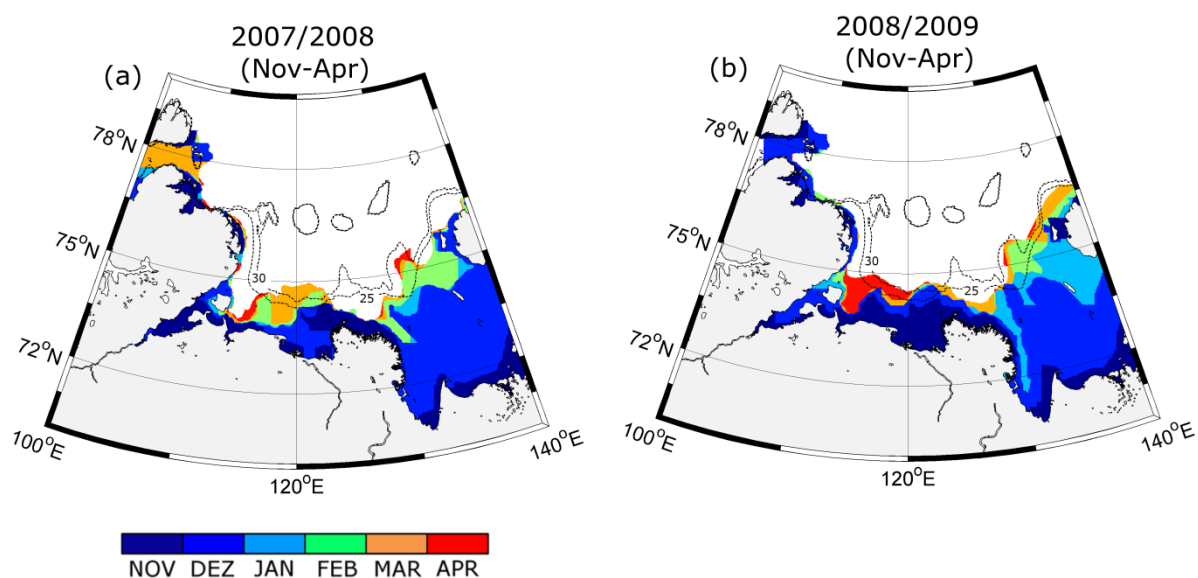 2007/2008
(Nov-Apr)
(a)
78°N
75°N
72°N
100°E
120°E
140°E
30
25
2008/2009
(Nov-Apr)
(b)
78°N
75°N
72°N
100°E
120°E
140°E
30
25
NOV DEZ JAN FEB MAR APR